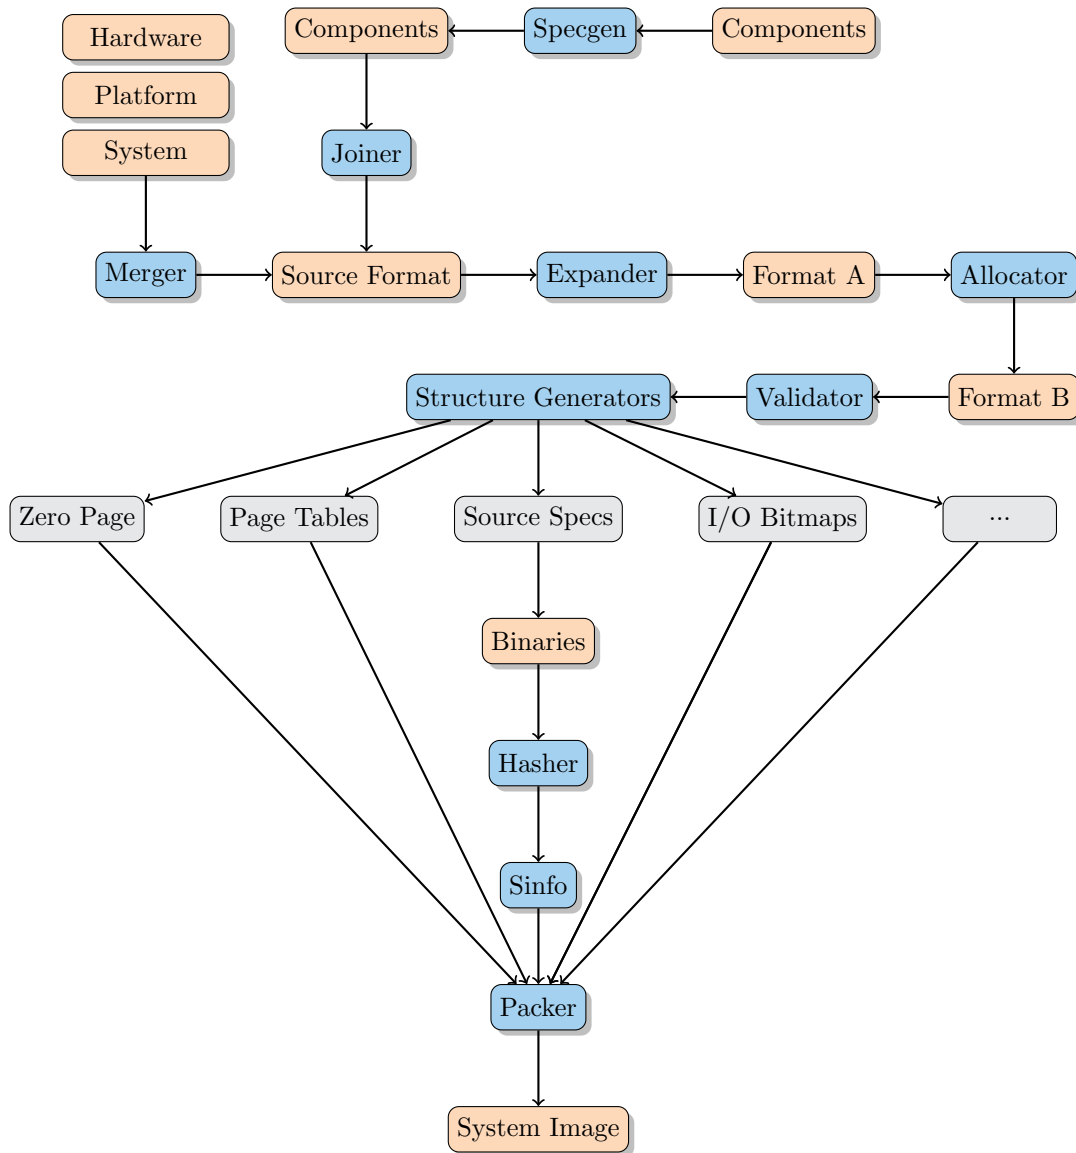 Hardware
Components
Specgen
Components
Platform
System
Joiner
Merger
Source Format
Expander
Format A
Allocator
Structure Generators
Validator
Format B
Zero Page
Page Tables
Source Specs
I/O Bitmaps
...
Binaries
Hasher
Sinfo
Packer
System Image